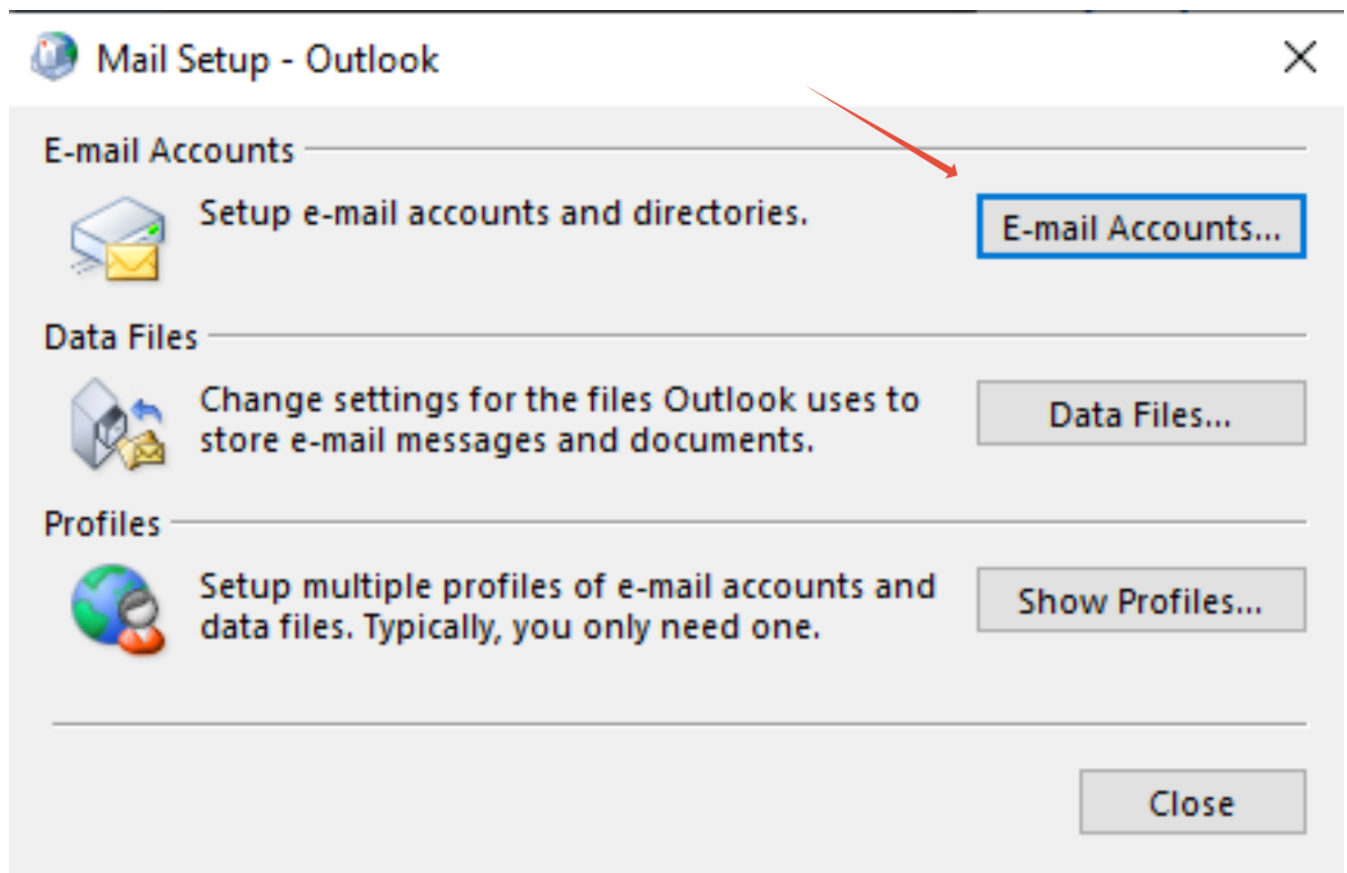 Mail Setup - Outlook
E-mail Accounts
Setup e-mail accounts and directories.
E-mail Accounts...
Data Files
Change settings for the files Outlook uses to
store e-mail messages and documents.
Data Files...
Profiles
Setup multiple profiles of e-mail accounts and
data files. Typically, you only need one.
Show Profiles...
Close